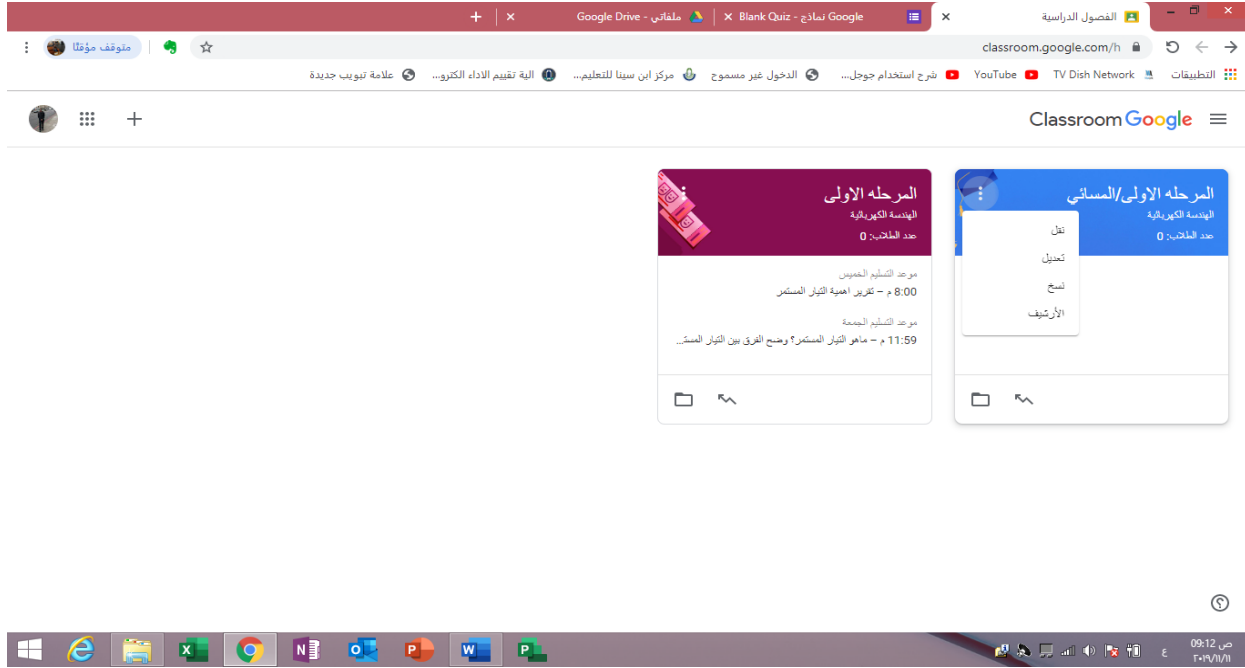 الفصول الدراسية
Google نماذج - Blank Quiz
ملفاتي - Google Drive
classroom.google.com/h
متوقف مؤقتًا
التطبيقات
TV Dish Network
YouTube
شرح استخدام جوجل...
الدخول غير مسموح
مركز ابن سينا للتعليم...
الية تقييم الاداء الكترو...
علامة تبويب جديدة
Classroom Google
المرحله الاولى/المسائي
الهندسة الكهربائية
عدد الطلاب: 0
نقل
تعديل
نسخ
الأرشيف
المرحله الاولى
الهندسة الكهربائية
عدد الطلاب: 0
موعد التسليم الخميس
8:00 م – تقرير اهمية التيار المستمر
موعد التسليم الجمعة
11:59 م – ماهو التيار المستمر؟ وضح الفرق بين التيار المستـ...
09:12 ص
ع
٢٠١٩/١١/١١